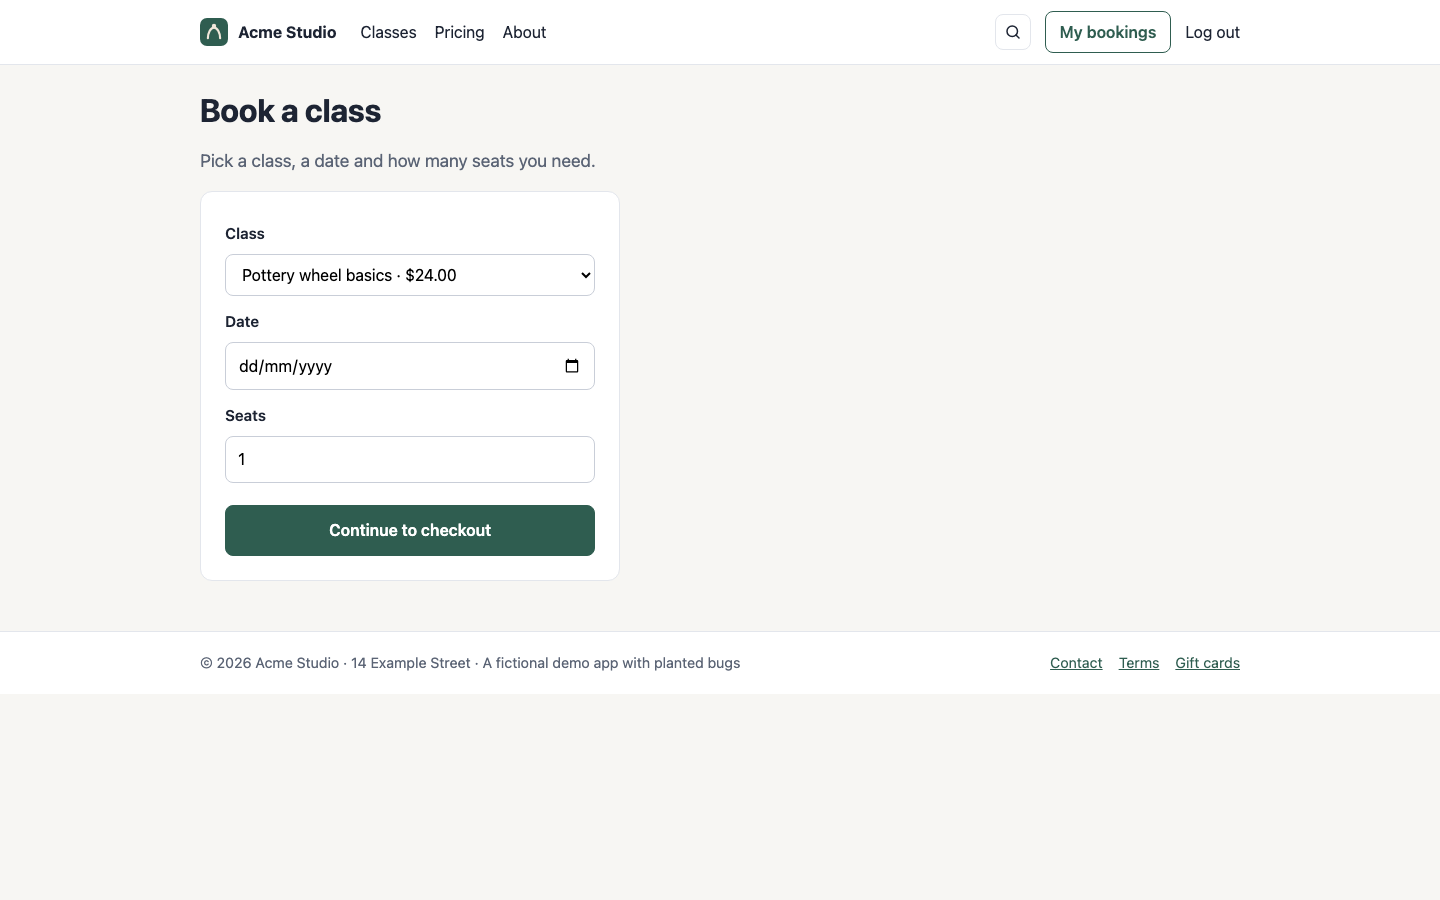 Acme Studio Classes Pricing About My bookings Log out
Book a class
Pick a class, a date and how many seats you need.
Class
Pottery wheel basics · $24.00
Date
dd/mm/yyyy
Seats
1
Continue to checkout
© 2026 Acme Studio · 14 Example Street · A fictional demo app with planted bugs Contact Terms Gift cards